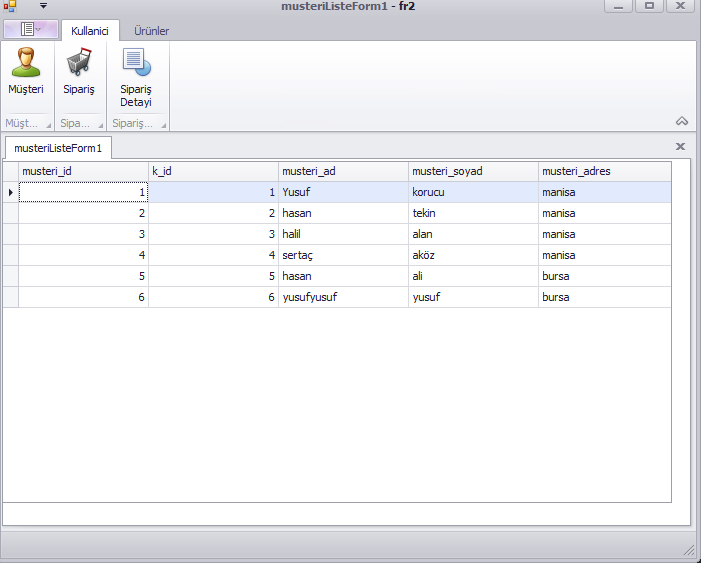 musteriListeForm1 - fr2
Kullanici Ürünler
Müşteri Sipariş Sipariş
Detayi
Müşt... Sipa... Sipariş...
musteriListeForm1
musteri_id k_id musteri_ad musteri_soyad musteri_adres
1 1 Yusuf korucu manisa
2 2 hasan tekin manisa
3 3 halil alan manisa
4 4 sertaç aköz manisa
5 5 hasan ali bursa
6 6 yusufyusuf yusuf bursa